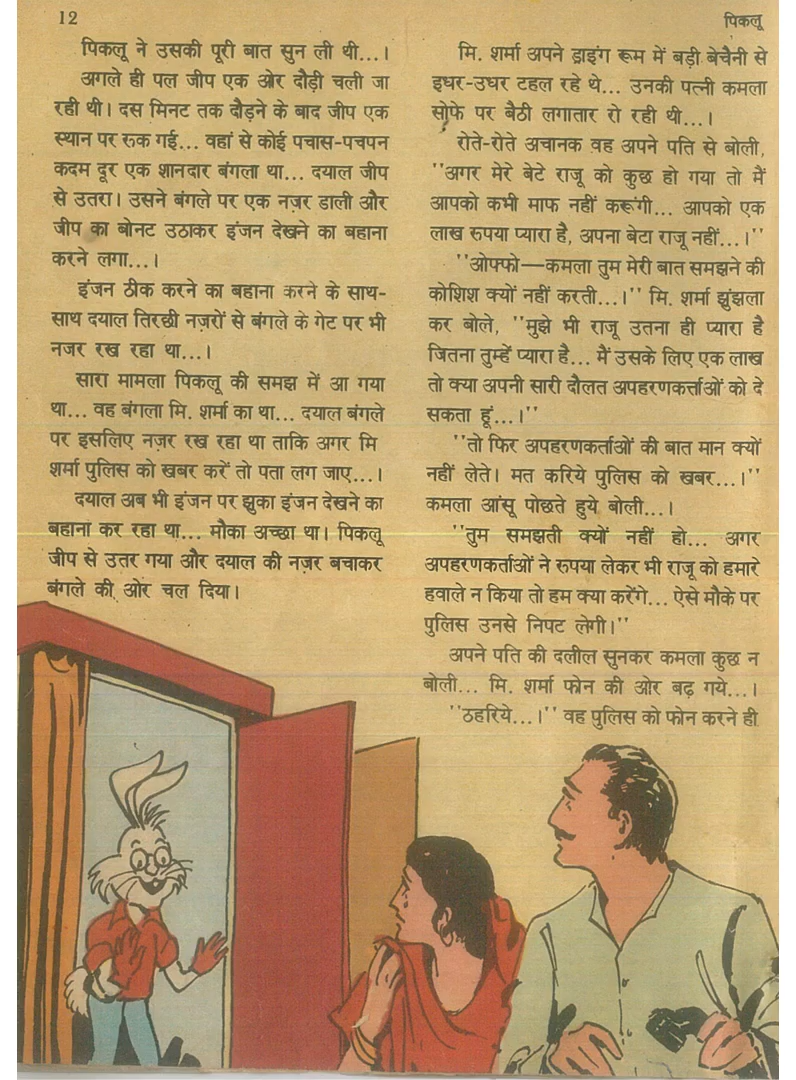 12
पिकलू
पिकलू ने उसकी पूरी बात सुन ली थी...।
अगले ही पल जीप एक ओर दौड़ी चली जा
रही थी। दस मिनट तक दौड़ने के बाद जीप एक
स्थान पर रूक गई... वहां से कोई पचास-पचपन
कदम दूर एक शानदार बंगला था... दयाल जीप
से उतरा। उसने बंगले पर एक नज़र डाली और
जीप का बोनट उठाकर इंजन देखने का बहाना
करने लगा...।
इंजन ठीक करने का बहाना करने के साथ-
साथ दयाल तिरछी नज़रों से बंगले के गेट पर भी
नजर रख रहा था...।
सारा मामला पिकलू की समझ में आ गया
था... वह बंगला मि. शर्मा का था... दयाल बंगले
पर इसलिए नज़र रख रहा था ताकि अगर मि
शर्मा पुलिस को खबर करें तो पता लग जाए...।
दयाल अब भी इंजन पर झुका इंजन देखने का
बहाना कर रहा था... मौका अच्छा था। पिकलू
जीप से उतर गया और दयाल की नज़र बचाकर
बंगले की ओर चल दिया।
मि. शर्मा अपने ड्राइंग रूम में बड़ी बेचैनी से
इधर-उधर टहल रहे थे... उनकी पत्नी कमला
सोफे पर बैठी लगातार रो रही थी...।
रोते-रोते अचानक वह अपने पति से बोली,
''अगर मेरे बेटे राजू को कुछ हो गया तो मैं
आपको कभी माफ नहीं करूंगी... आपको एक
लाख रुपया प्यारा है, अपना बेटा राजू नहीं...।''
''ओफ्फो—कमला तुम मेरी बात समझने की
कोशिश क्यों नहीं करती...।'' मि. शर्मा झुंझला
कर बोले, ''मुझे भी राजू उतना ही प्यारा है
जितना तुम्हें प्यारा है... मैं उसके लिए एक लाख
तो क्या अपनी सारी दौलत अपहरणकर्त्ताओं को दे
सकता हूं...।''
''तो फिर अपहरणकर्ताओं की बात मान क्यों
नहीं लेते। मत करिये पुलिस को खबर...।''
कमला आंसू पोछते हुये बोली...।
''तुम समझती क्यों नहीं हो... अगर
अपहरणकर्ताओं ने रुपया लेकर भी राजू को हमारे
हवाले न किया तो हम क्या करेंगे... ऐसे मौके पर
पुलिस उनसे निपट लेगी।''
अपने पति की दलील सुनकर कमला कुछ न
बोली... मि. शर्मा फोन की ओर बढ़ गये...।
''ठहरिये...।'' वह पुलिस को फोन करने ही